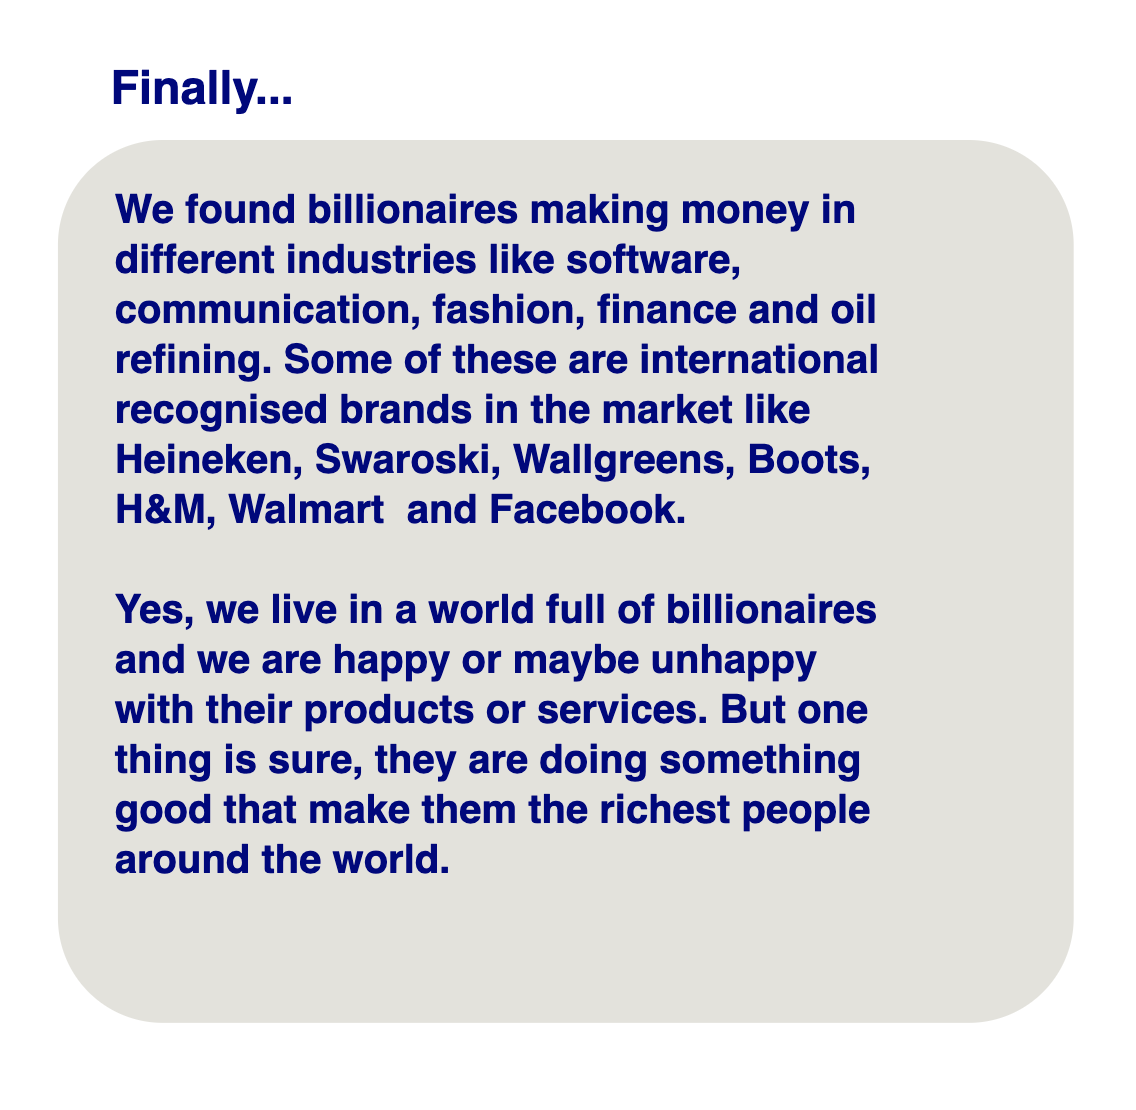 Finally...
We found billionaires making money in
different industries like software,
communication, fashion, finance and oil
refining. Some of these are international
recognised brands in the market like
Heineken, Swaroski, Wallgreens, Boots,
H&M, Walmart  and Facebook.
Yes, we live in a world full of billionaires
and we are happy or maybe unhappy
with their products or services. But one
thing is sure, they are doing something
good that make them the richest people
around the world.